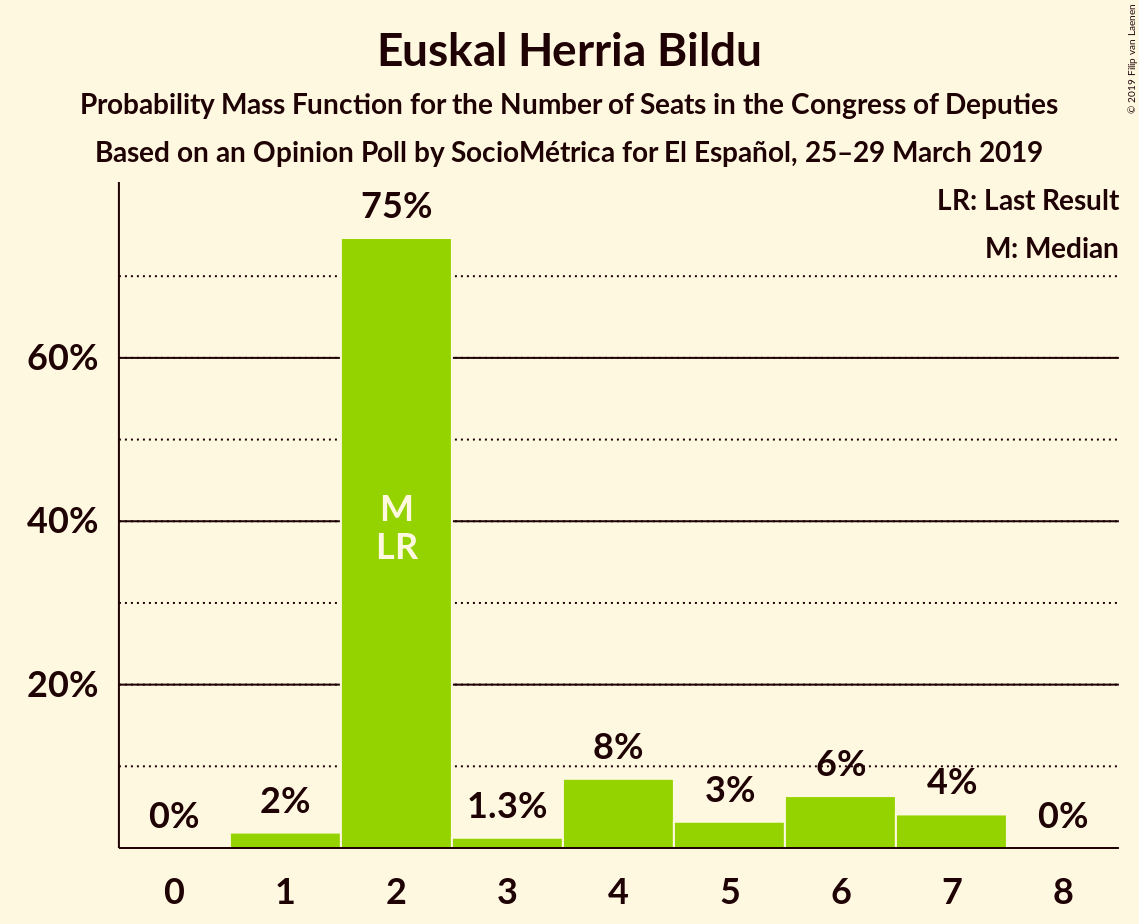 Euskal Herria Bildu
Probability Mass Function for the Number of Seats in the Congress of Deputies
Based on an Opinion Poll by SocioMétrica for El Español, 25–29 March 2019
© 2019 Filip van Laenen
LR: Last Result
M: Median
75%
60%
M
40%
LR
20%
8%
6%
4%
3%
2%
1.3%
0%
0%
0 1 2 3 4 5 6 7 8